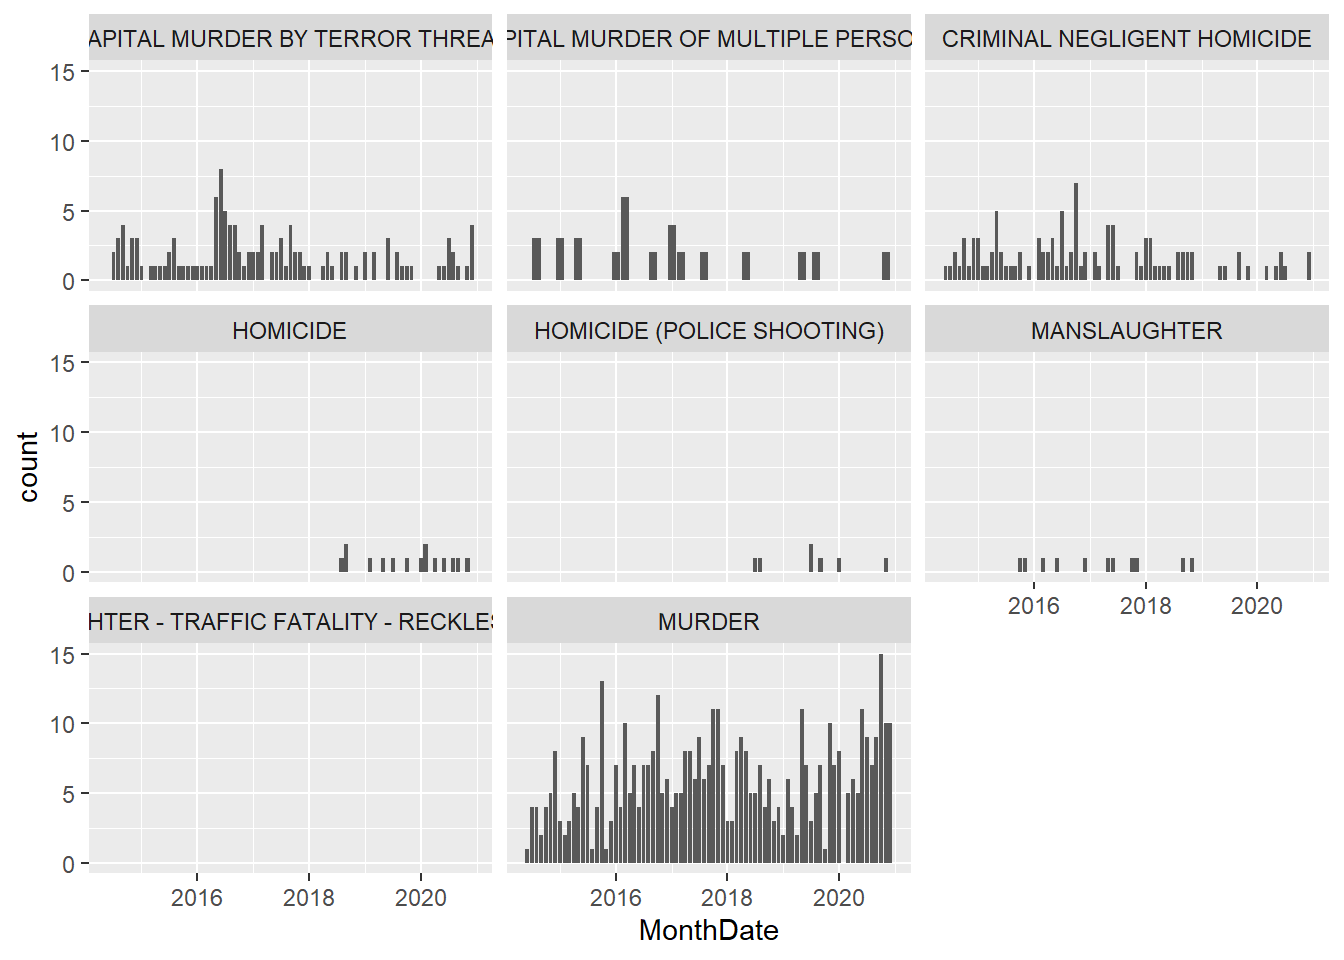 APITAL MURDER BY TERROR THREA
PITAL MURDER OF MULTIPLE PERSO
CRIMINAL NEGLIGENT HOMICIDE
15
10
5
0
HOMICIDE
HOMICIDE (POLICE SHOOTING)
MANSLAUGHTER
15
10
5
0
2016 2018 2020
HTER - TRAFFIC FATALITY - RECKLES
MURDER
15
10
5
0
2016 2018 2020
2016 2018 2020
count
MonthDate